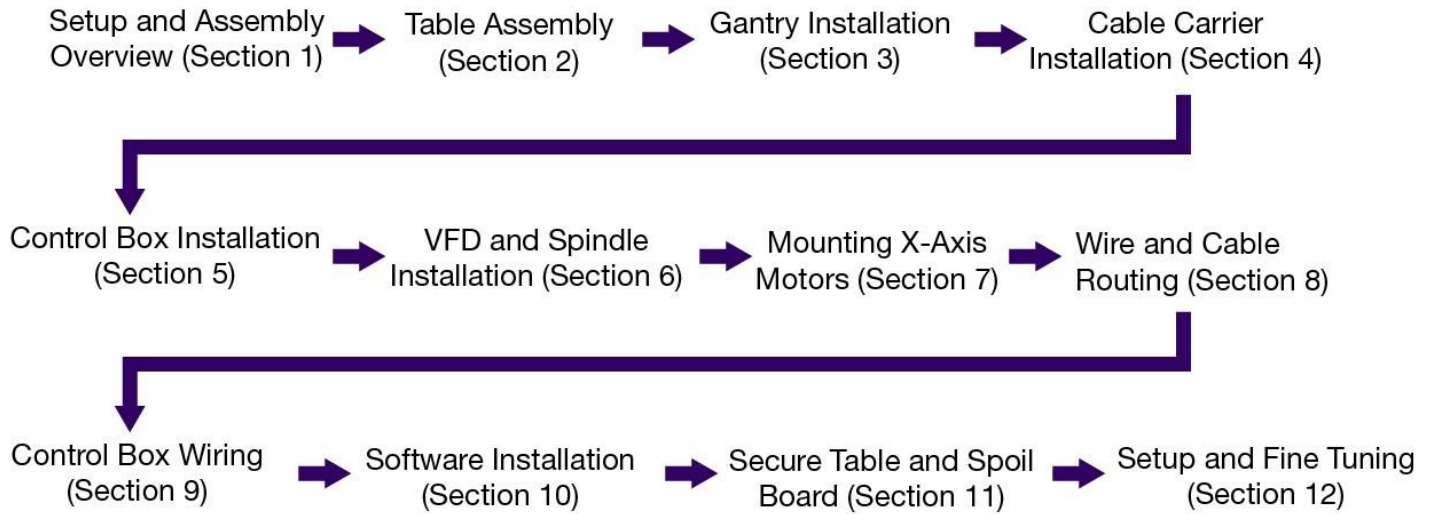 Setup and Assembly
Overview (Section 1)
Table Assembly
(Section 2)
Gantry Installation
(Section 3)
Cable Carrier
Installation (Section 4)
Control Box Installation
(Section 5)
VFD and Spindle
Installation (Section 6)
Mounting X-Axis
Motors (Section 7)
Wire and Cable
Routing (Section 8)
Control Box Wiring
(Section 9)
Software Installation
(Section 10)
Secure Table and Spoil
Board (Section 11)
Setup and Fine Tuning
(Section 12)